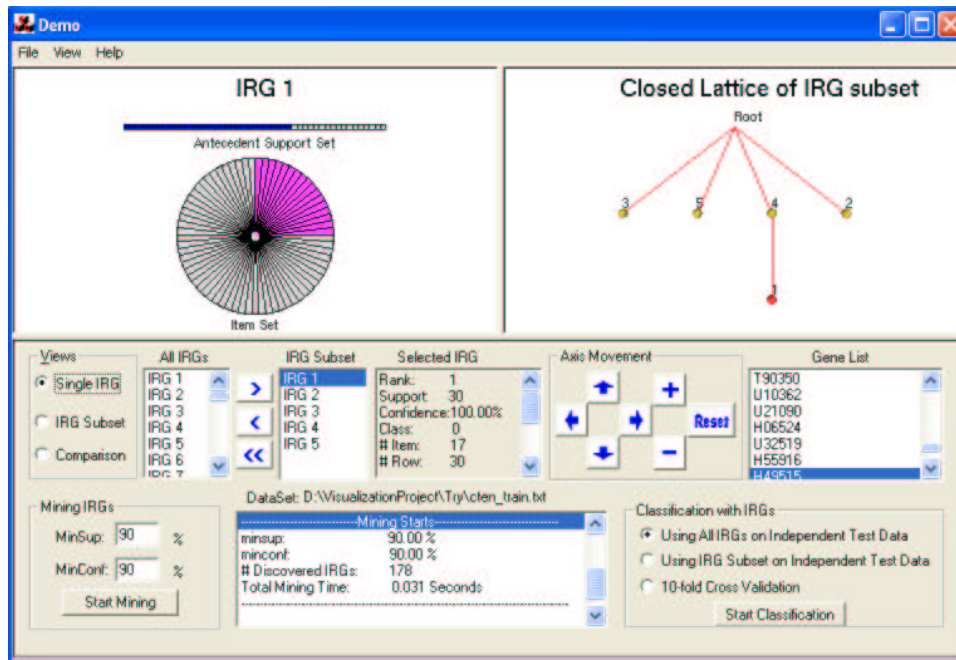 Demo
File View Help
IRG 1
Antecedent Support Set
Item Set
Closed Lattice of IRG subset
Root
3 5 4 2
1
Views
Single IRG
IRG Subset
Comparison
All IRGs
IRG 1
IRG 2
IRG 3
IRG 4
IRG 5
IRG 6
IRG 7
>
<
<<
IRG Subset
IRG 1
IRG 2
IRG 3
IRG 4
IRG 5
Selected IRG
Rank: 1
Support: 30
Confidence:100.00%
Class: 0
# Item: 17
# Row: 30
Axis Movement
+
Reset
−
Gene List
T90350
U10362
U21090
H06524
U32519
H55916
H49515
Mining IRGs
MinSup: 90 %
MinConf: 90 %
Start Mining
DataSet: D:\VisualizationProject\Try\cten_train.txt
------------------------------Mining Starts------------------------------
minsup: 90.00 %
minconf: 90.00 %
# Discovered IRGs: 178
Total Mining Time: 0.031 Seconds
------------------------------------------------------------------------
Classification with IRGs
Using All IRGs on Independent Test Data
Using IRG Subset on Independent Test Data
10-fold Cross Validation
Start Classification